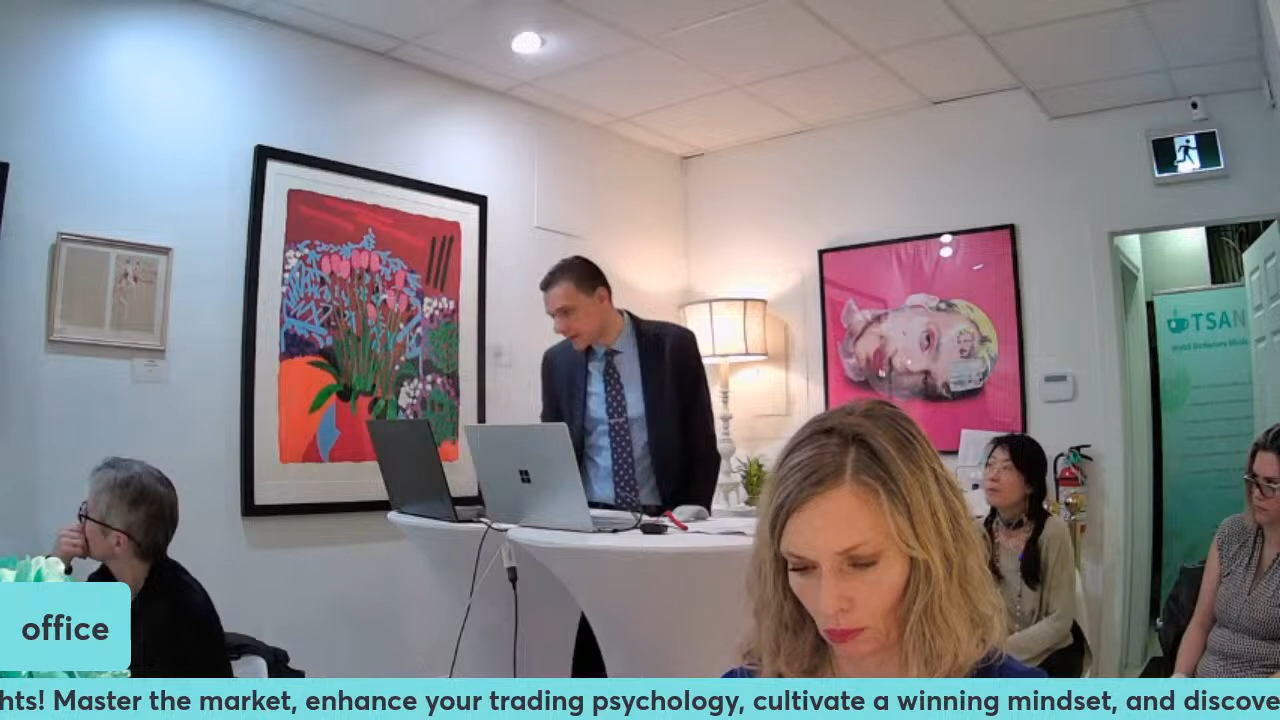 TSAN
office
hts! Master the market, enhance your trading psychology, cultivate a winning mindset, and discove